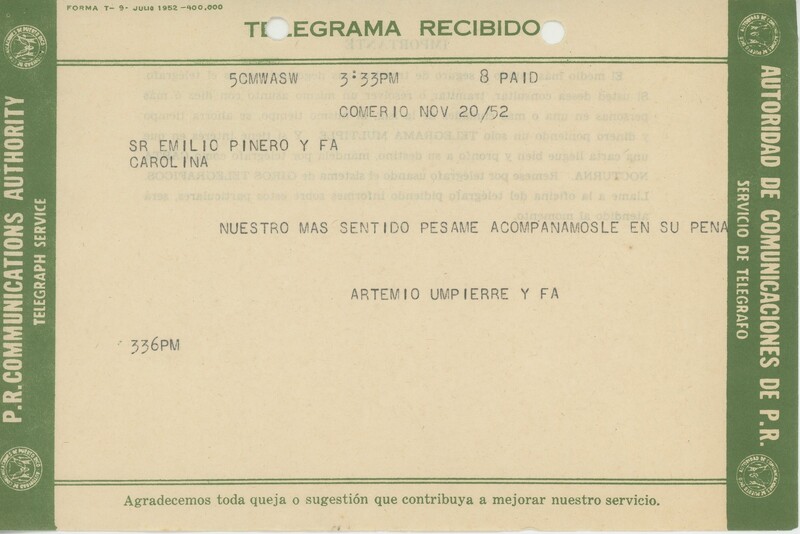 FORMA T- 9- JULIO 1952-400,000
TELEGRAMA RECIBIDO
5CMWASW 3:33PM 8 PAID
COMERIO NOV 20/52
SR EMILIO PINERO Y FA
CAROLINA
NUESTRO MAS SENTIDO PESAME ACOMPANAMOSLE EN SU PENA
ARTEMIO UMPIERRE Y FA
336PM
Agradecemos toda queja o sugestión que contribuya a mejorar nuestro servicio.
P.R. COMMUNICATIONS AUTHORITY
TELEGRAPH SERVICE
AUTORIDAD DE COMUNICACIONES DE P.R.
SERVICIO DE TELEGRAFO